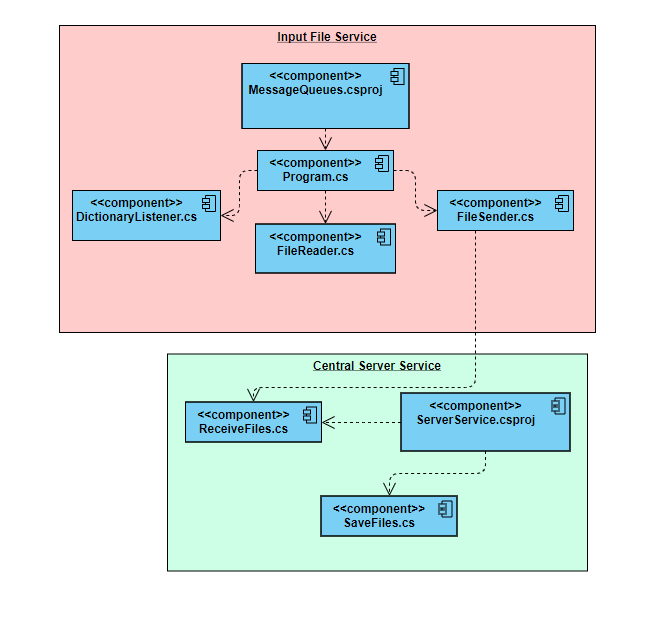 Input File Service
<<component>>
MessageQueues.csproj
<<component>>
Program.cs
<<component>>
DictionaryListener.cs
<<component>>
FileSender.cs
<<component>>
FileReader.cs
Central Server Service
<<component>>
ReceiveFiles.cs
<<component>>
ServerService.csproj
<<component>>
SaveFiles.cs